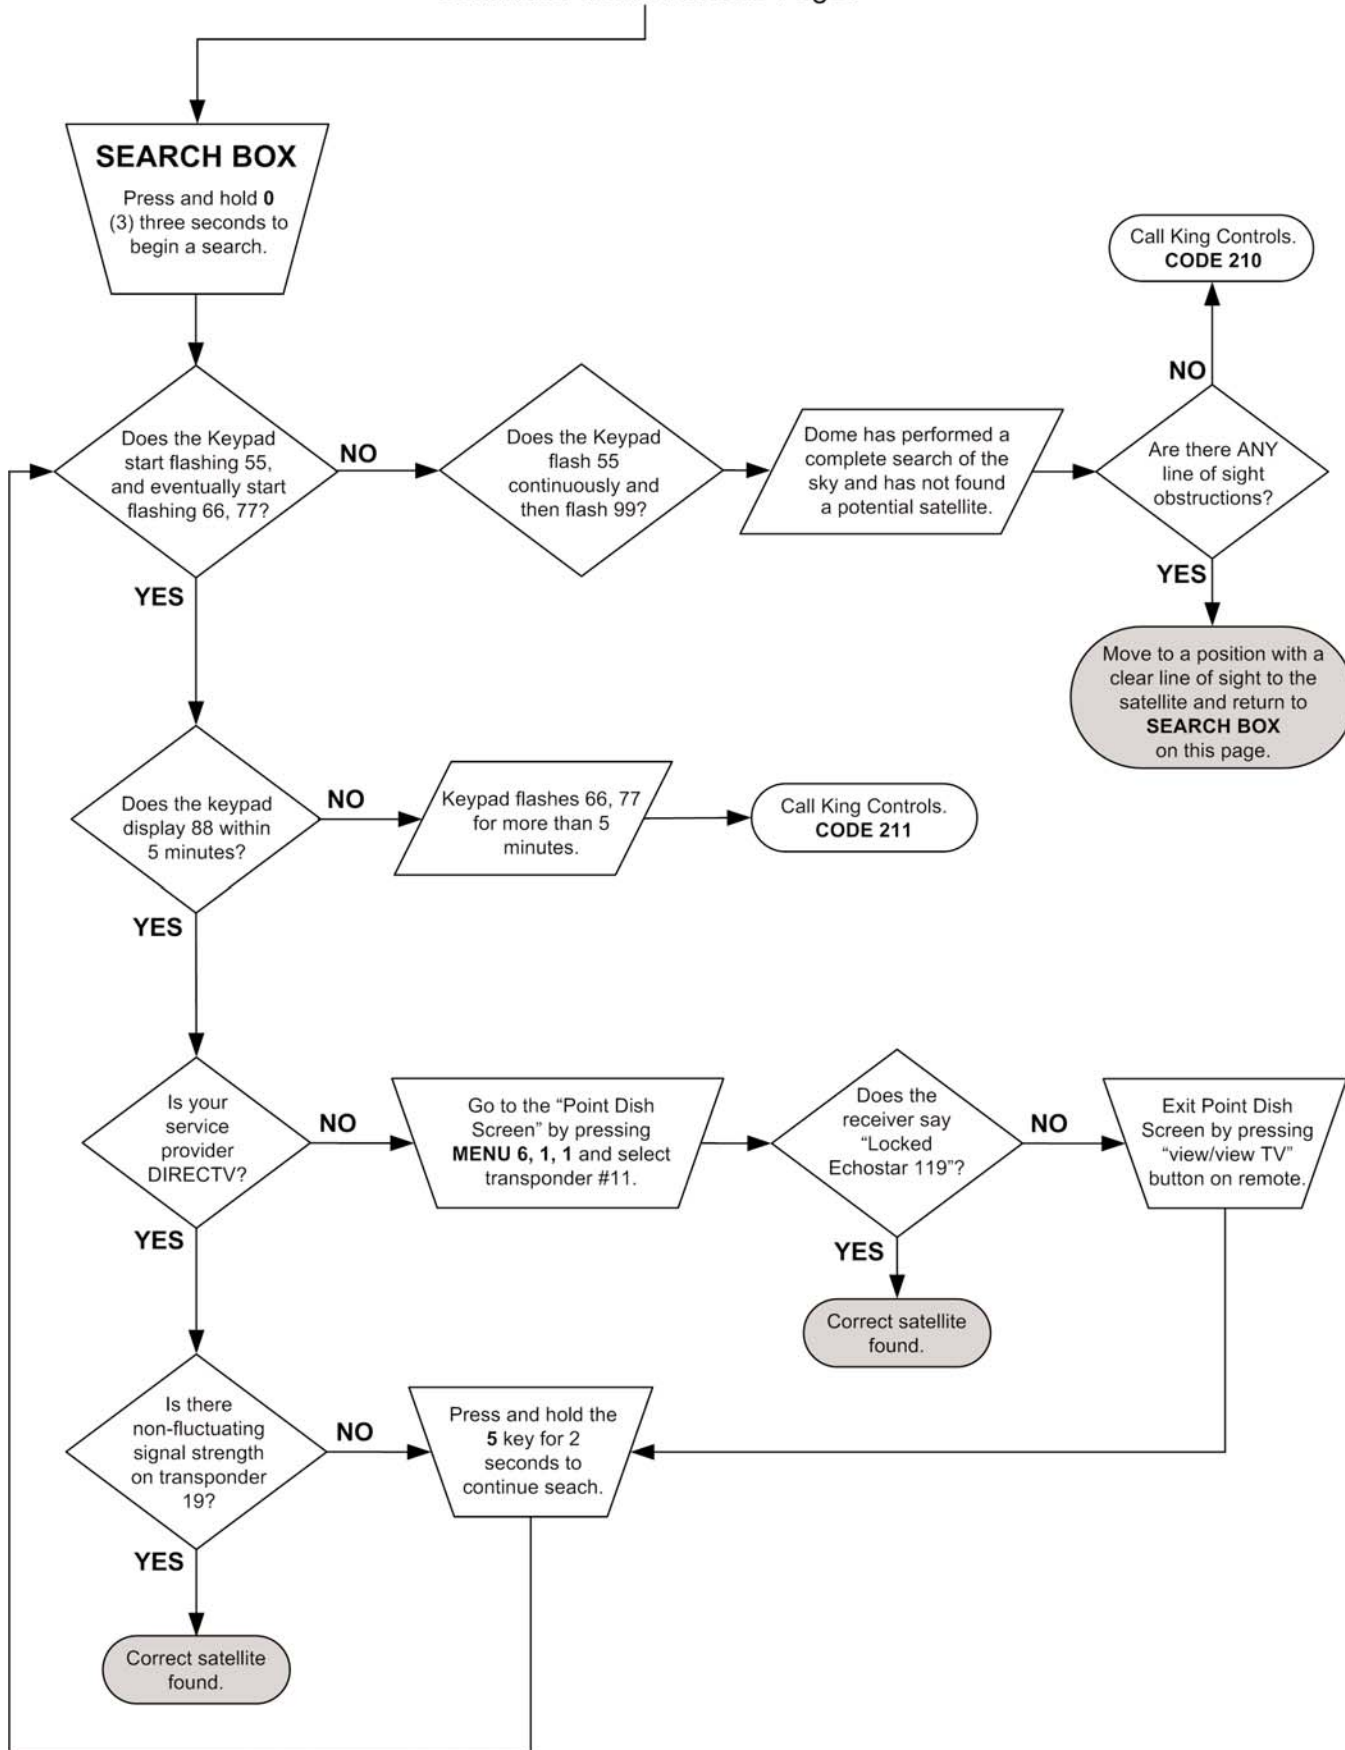 SEARCH BOX
Press and hold 0
(3) three seconds to
begin a search.
Call King Controls.
CODE 210
NO
Does the Keypad
start flashing 55,
and eventually start
flashing 66, 77?
NO
Does the Keypad
flash 55
continuously and
then flash 99?
Dome has performed a
complete search of the
sky and has not found
a potential satellite.
Are there ANY
line of sight
obstructions?
YES
YES
Move to a position with a
clear line of sight to the
satellite and return to
SEARCH BOX
on this page.
Does the keypad
display 88 within
5 minutes?
NO
Keypad flashes 66, 77
for more than 5
minutes.
Call King Controls.
CODE 211
YES
Is your
service
provider
DIRECTV?
NO
Go to the “Point Dish
Screen” by pressing
MENU 6, 1, 1 and select
transponder #11.
Does the
receiver say
“Locked
Echostar 119”?
NO
Exit Point Dish
Screen by pressing
“view/view TV”
button on remote.
YES
YES
Correct satellite
found.
Is there
non-fluctuating
signal strength
on transponder
19?
NO
Press and hold the
5 key for 2
seconds to
continue seach.
YES
Correct satellite
found.